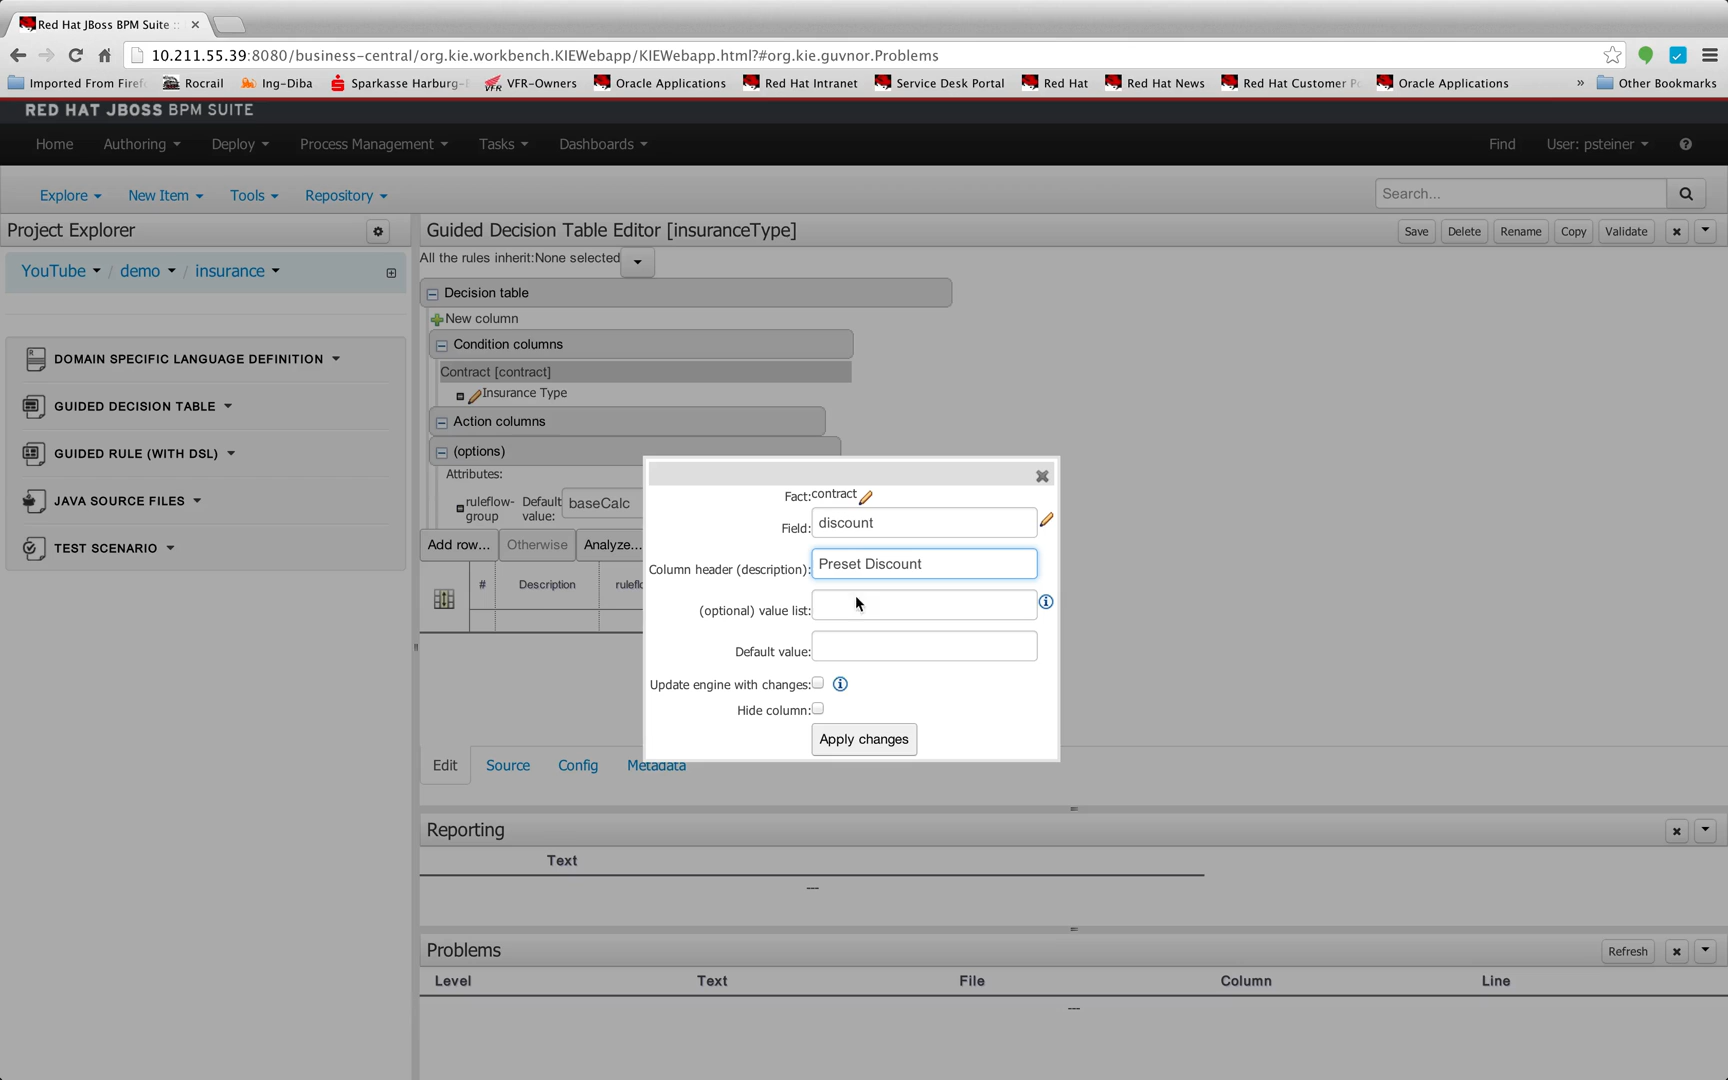 Red Hat JBoss BPM Suite ::
10.211.55.39:8080/business-central/org.kie.workbench.KIEWebapp/KIEWebapp.html?#org.kie.guvnor.Problems
Imported From Firef Rocrail Ing-Diba Sparkasse Harburg- VFR-Owners Oracle Applications Red Hat Intranet Service Desk Portal Red Hat Red Hat News Red Hat Customer Po Oracle Applications » Other Bookmarks
RED HAT JBOSS BPM SUITE
Home Authoring Deploy Process Management Tasks Dashboards Find User: psteiner
Explore New Item Tools Repository Search...
Project Explorer
YouTube / demo / insurance
DOMAIN SPECIFIC LANGUAGE DEFINITION
GUIDED DECISION TABLE
GUIDED RULE (WITH DSL)
JAVA SOURCE FILES
TEST SCENARIO
Guided Decision Table Editor [insuranceType] Save Delete Rename Copy Validate
All the rules inherit:None selected
Decision table
New column
Condition columns
Contract [contract]
Insurance Type
Action columns
(options)
Attributes:
ruleflow-group Default value: baseCalc
Add row... Otherwise Analyze...
# Description rulefl
Fact:contract
Field: discount
Column header (description): Preset Discount
(optional) value list:
Default value:
Update engine with changes:
Hide column:
Apply changes
Edit Source Config Metadata
Reporting
Text
---
Problems Refresh
Level Text File Column Line
---